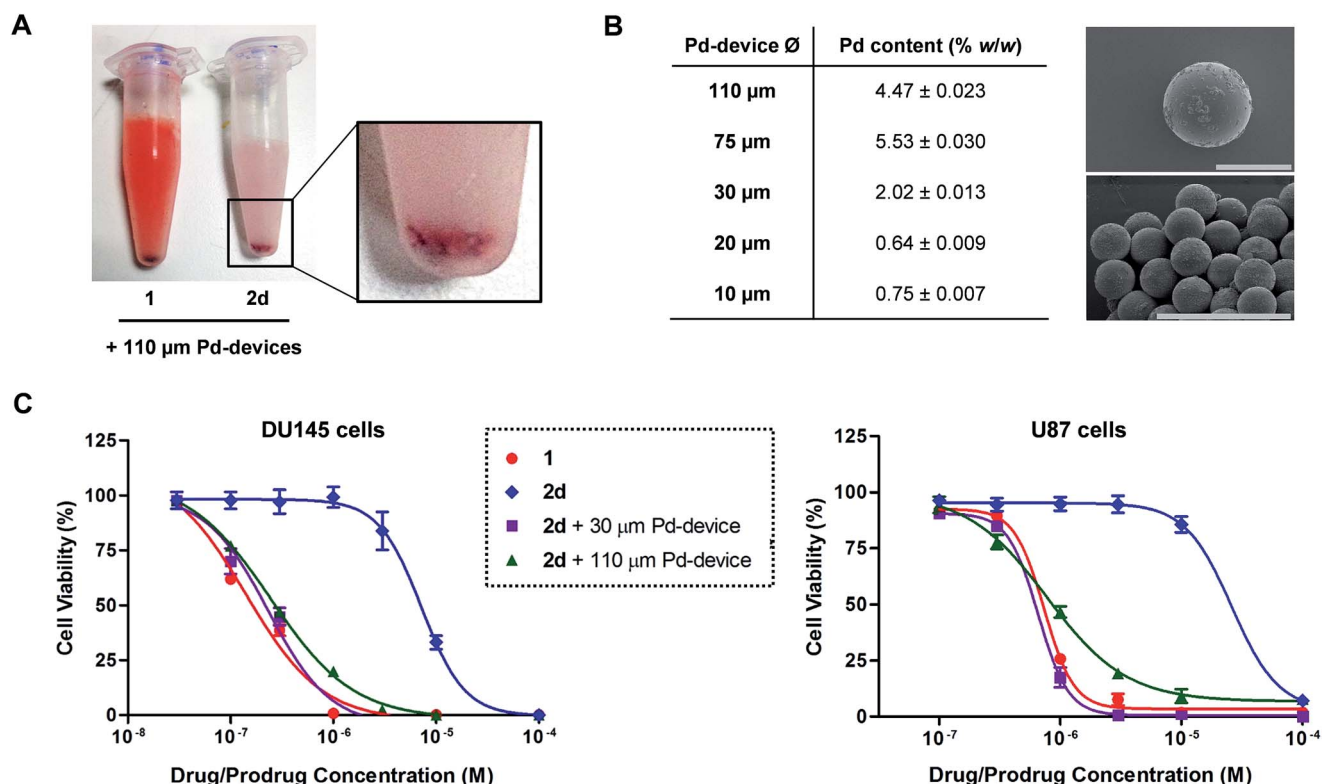 A
1 2d
+ 110 µm Pd-devices
B
Pd-device Ø Pd content (% w/w)
110 µm 4.47 ± 0.023
75 µm 5.53 ± 0.030
30 µm 2.02 ± 0.013
20 µm 0.64 ± 0.009
10 µm 0.75 ± 0.007
C
DU145 cells
Cell Viability (%)
125
100
75
50
25
0
10⁻⁸ 10⁻⁷ 10⁻⁶ 10⁻⁵ 10⁻⁴
Drug/Prodrug Concentration (M)
1
2d
2d + 30 µm Pd-device
2d + 110 µm Pd-device
U87 cells
Cell Viability (%)
125
100
75
50
25
0
10⁻⁷ 10⁻⁶ 10⁻⁵ 10⁻⁴
Drug/Prodrug Concentration (M)